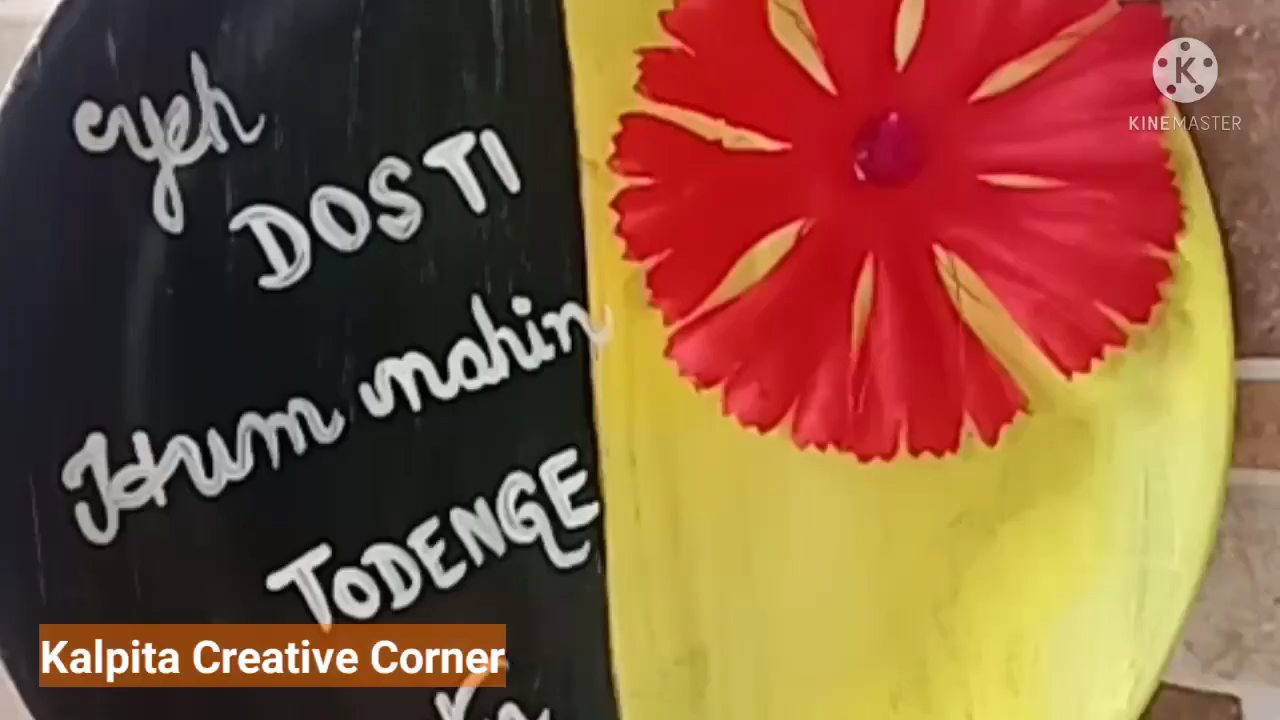 yeh
DOSTI
Hum nahin
TODENGE
Kalpita Creative Corner
K
KINEMASTER